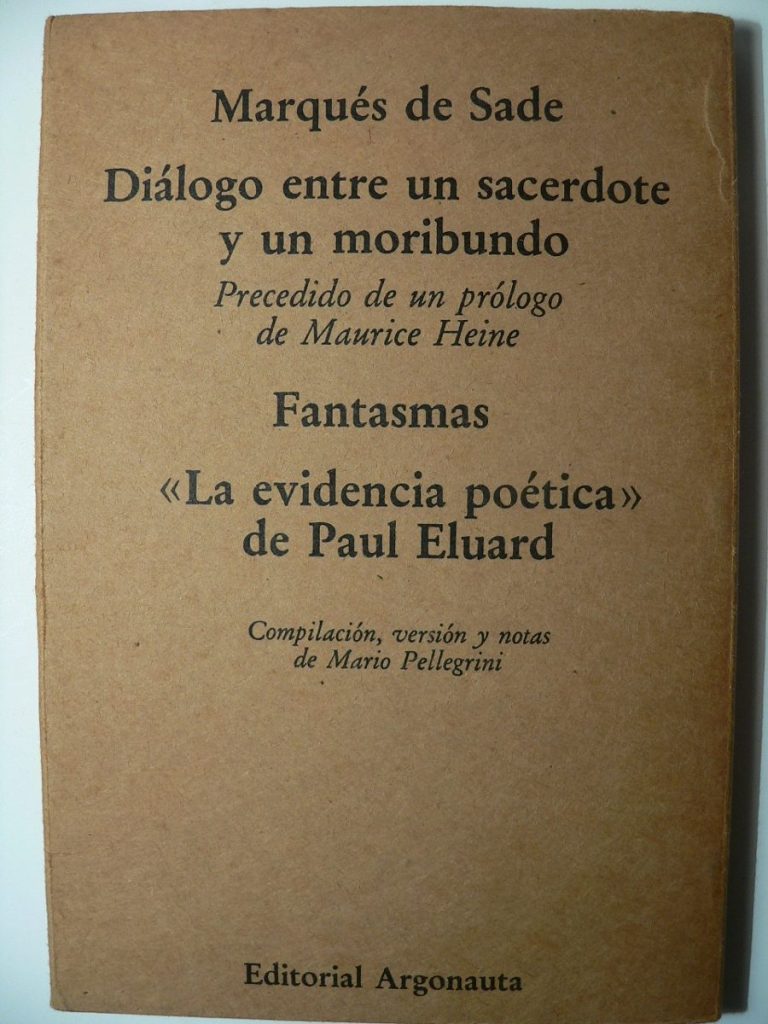 Marqués de Sade
Diálogo entre un sacerdote
y un moribundo
Precedido de un prólogo
de Maurice Heine
Fantasmas
«La evidencia poética»
de Paul Eluard
Compilación, versión y notas
de Mario Pellegrini
Editorial Argonauta